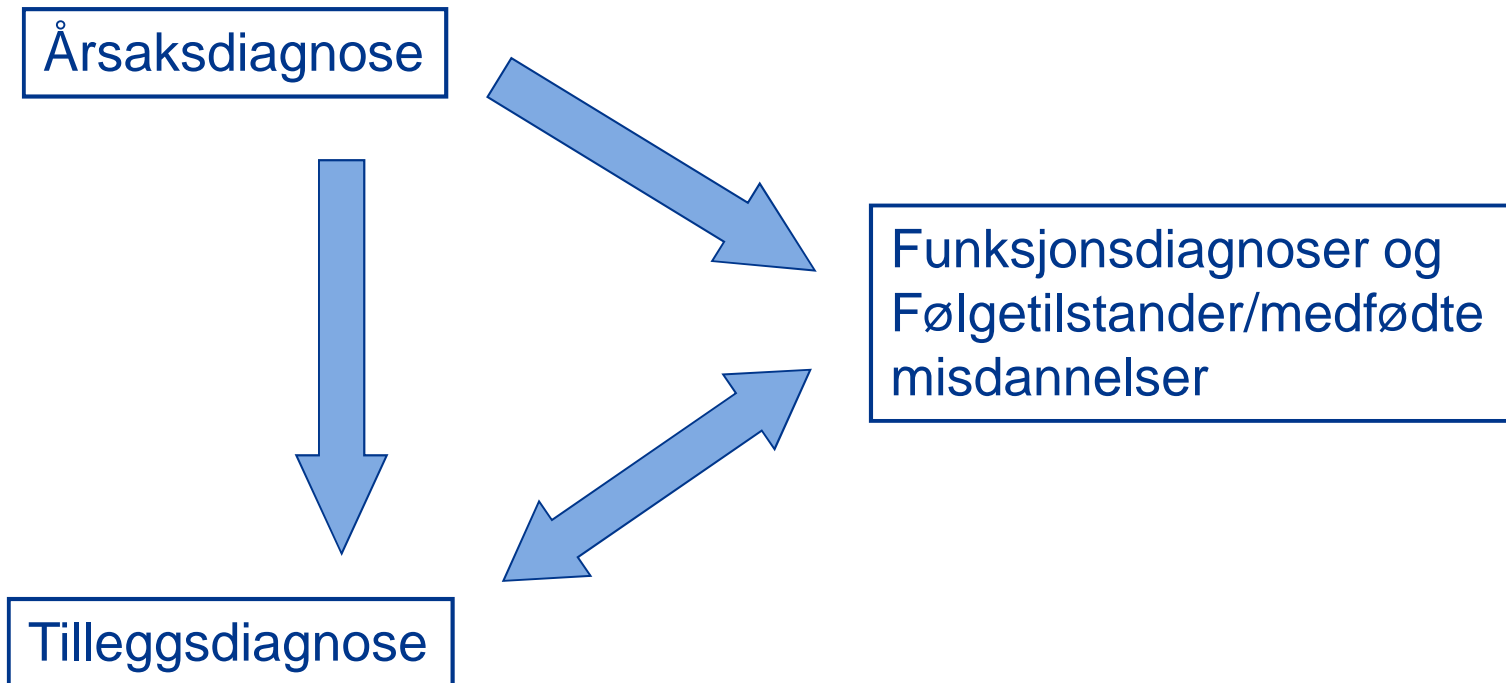 Årsaksdiagnose
Funksjonsdiagnoser og
Følgetilstander/medfødte
misdannelser
Tilleggsdiagnose